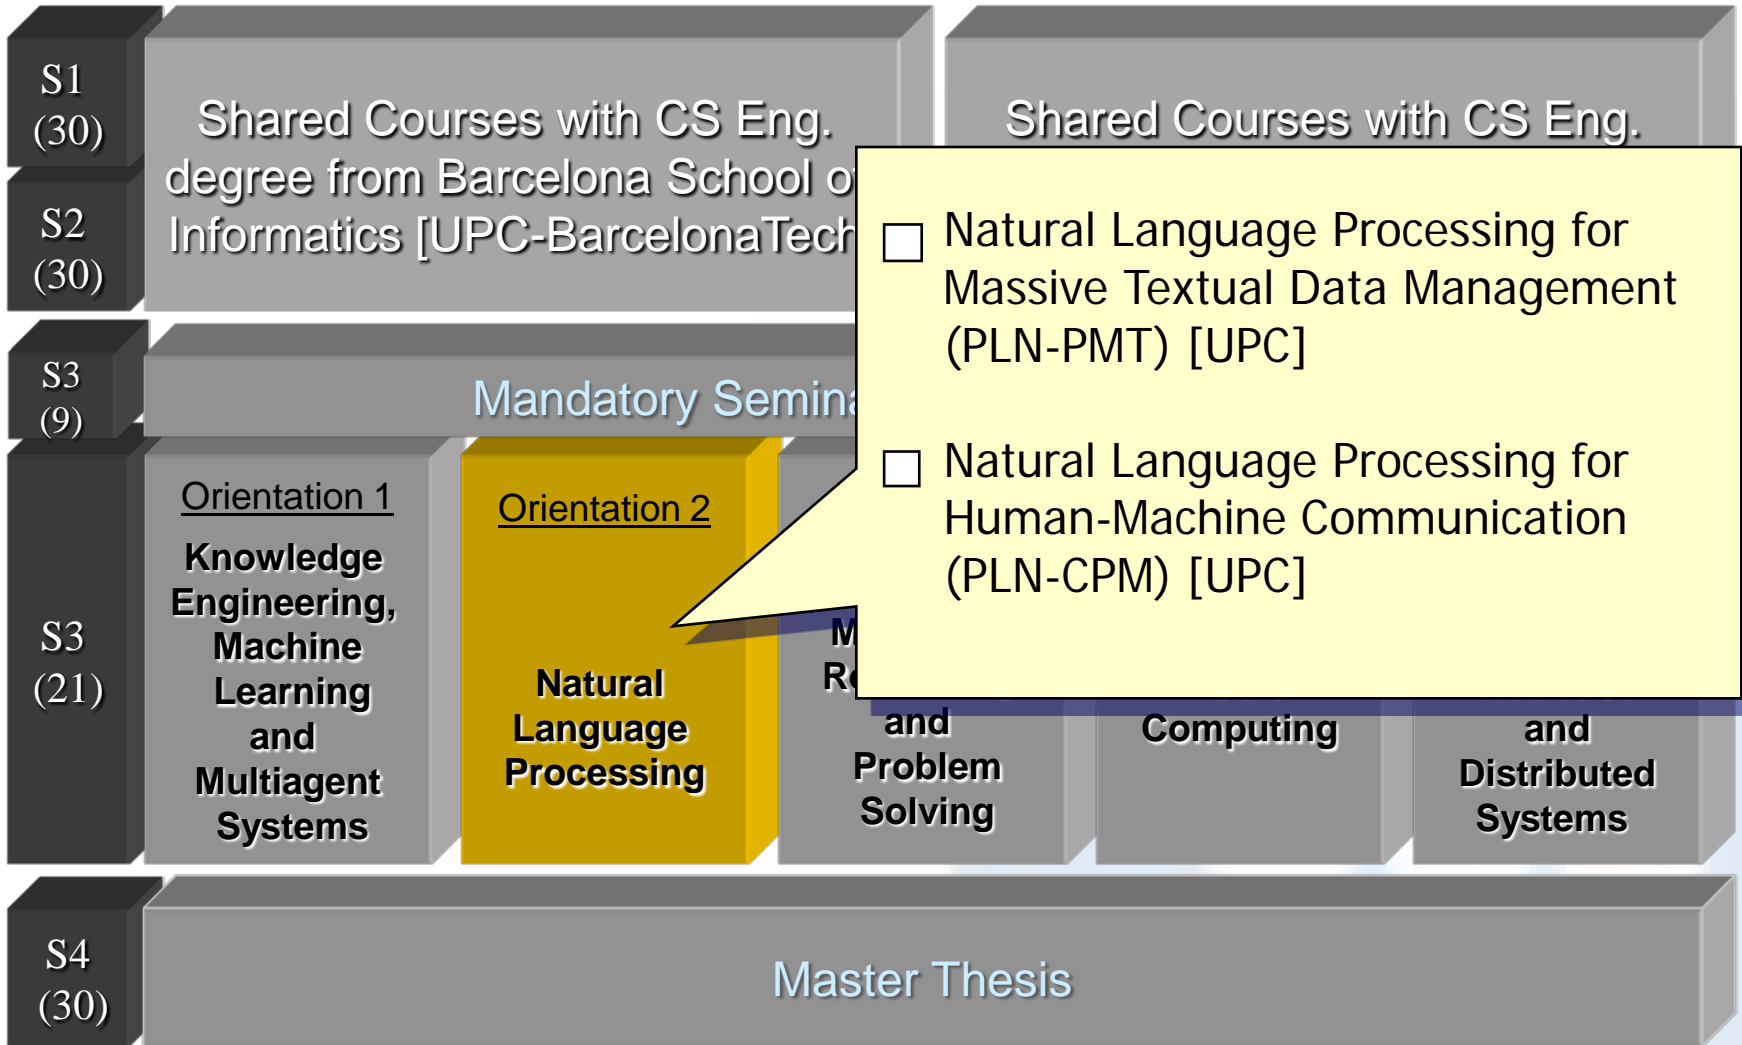 S1
(30)
Shared Courses with CS Eng.
degree from Barcelona School
Informatics [UPC-BarcelonaTech
Shared Courses with CS Eng.
S2
(30)
Natural Language Processing for
Massive Textual Data Management
(PLN-PMT) [UPC]
Natural Language Processing for
Human-Machine Communication
(PLN-CPM) [UPC]
S3
(9)
Mandatory
S3
(21)
Orientation 1
Knowledge
Engineering,
Machine
Learning
and
Multiagent
Systems
Orientation 2
Natural
Language
Processing
and
Problem
Solving
Computing
and
Distributed
Systems
S4
(30)
Master Thesis